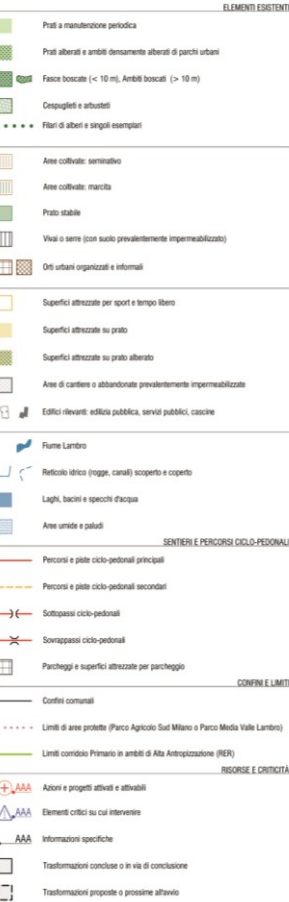 ELEMENTI ESISTENTI
Prati a manutenzione periodica
Prati alberati e ambiti densamente alberati di parchi urbani
Fasce boscate (< 10 m), Ambiti boscati (> 10 m)
Cespuglieti e arbusteti
Filari di alberi e singoli esemplari
Aree coltivate: seminativo
Aree coltivate: marcita
Prato stabile
Vivai o serre (con suolo prevalentemente impermeabilizzato)
Orti urbani organizzati e informali
Superfici attrezzate per sport e tempo libero
Superfici attrezzate su prato
Superfici attrezzate su prato alberato
Aree di cantiere o abbandonate prevalentemente impermeabilizzate
Edifici rilevanti: edilizia pubblica, servizi pubblici, cascine
Fiume Lambro
Reticolo idrico (rogge, canali) scoperto e coperto
Laghi, bacini e specchi d'acqua
Aree umide e paludi
SENTIERI E PERCORSI CICLO-PEDONALI
Percorsi e piste ciclo-pedonali principali
Percorsi e piste ciclo-pedonali secondari
Sottopassi ciclo-pedonali
Sovrappassi ciclo-pedonali
Parcheggi e superfici attrezzate per parcheggio
CONFINI E LIMITI
Confini comunali
Limiti di aree protette (Parco Agricolo Sud Milano o Parco Media Valle Lambro)
Limiti corridoio Primario in ambiti di Alta Antropizzazione (RER)
RISORSE E CRITICITÀ
AAA Azioni e progetti attivati e attivabili
AAA Elementi critici su cui intervenire
AAA Informazioni specifiche
Trasformazioni concluse o in via di conclusione
Trasformazioni proposte o prossime all'avvio